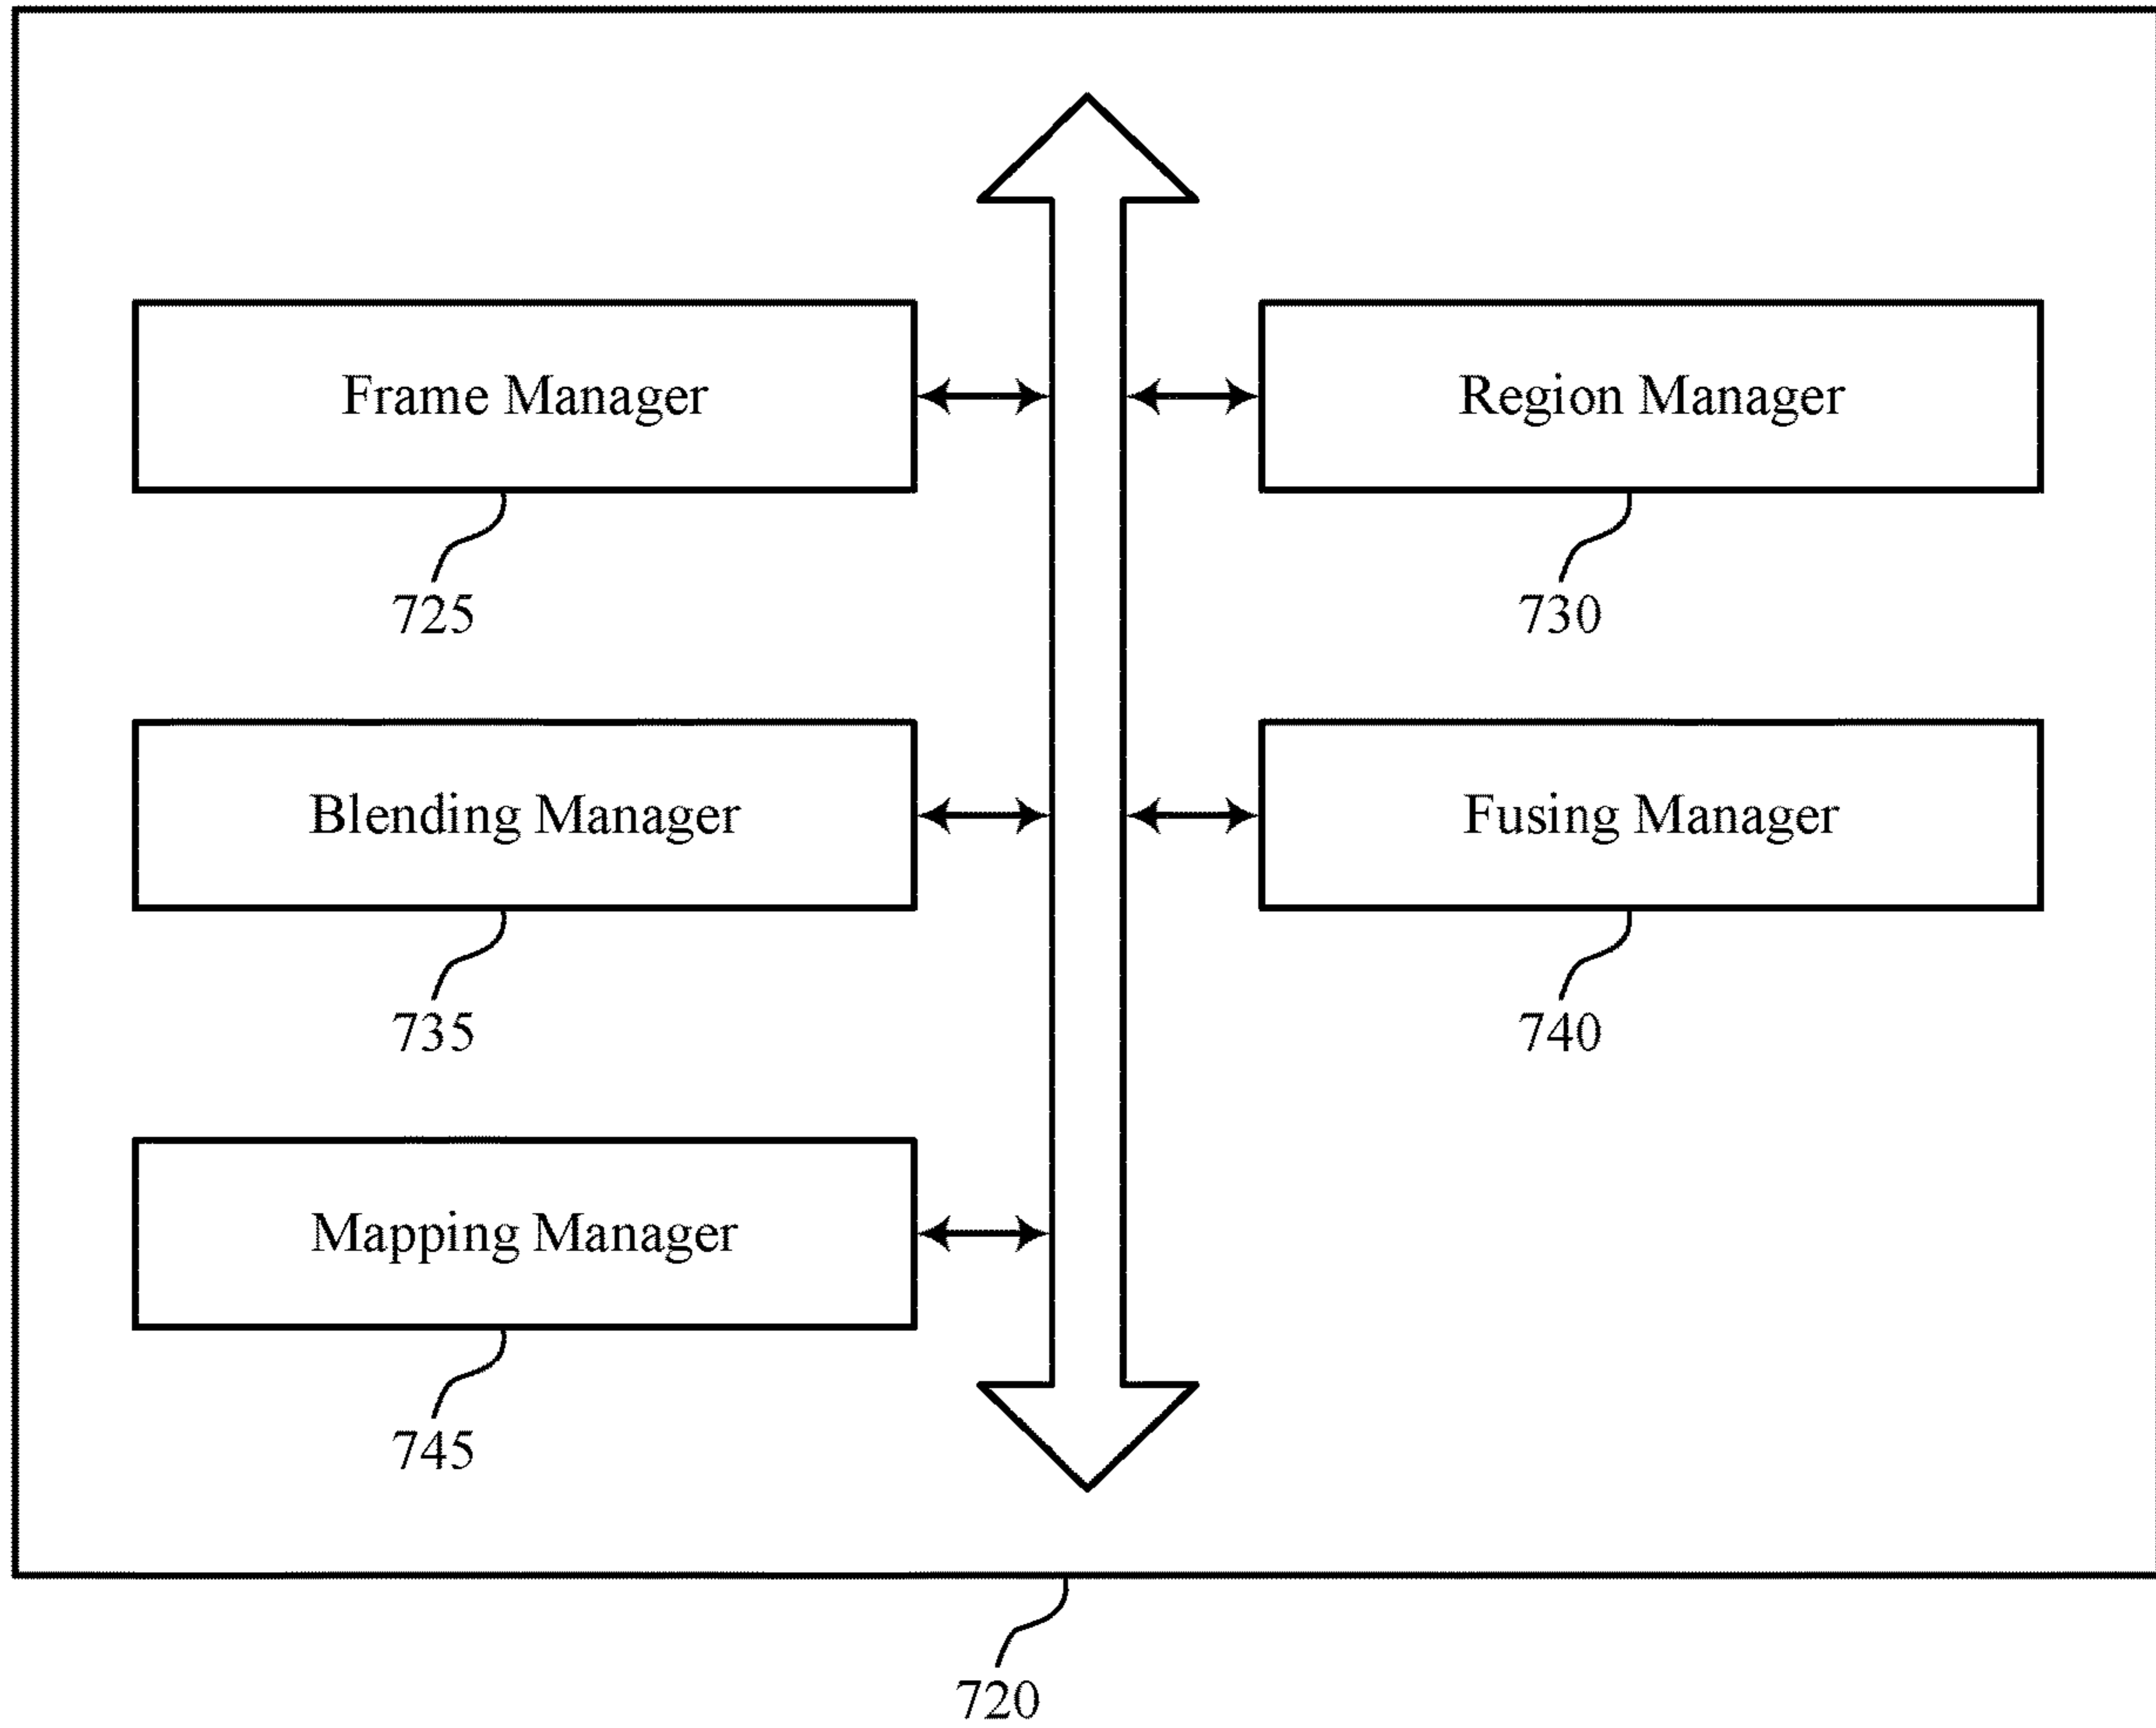 Frame Manager
Region Manager
725
730
Blending Manager
Fusing Manager
735
740
Mapping Manager
745
720